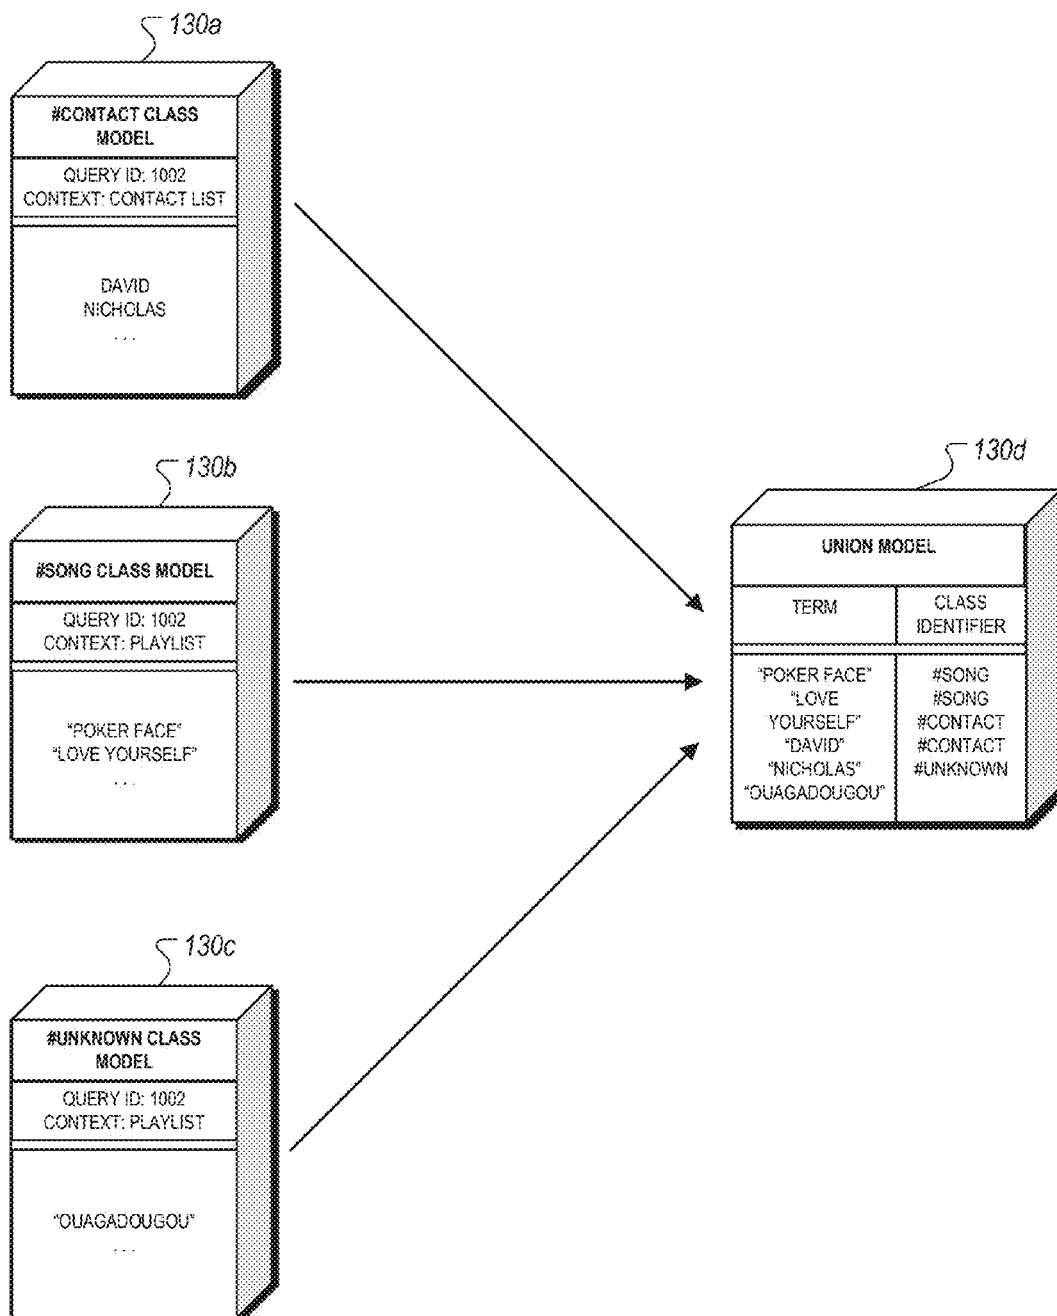 130a
#CONTACT CLASS
MODEL
QUERY ID: 1002
CONTEXT: CONTACT LIST
DAVID
NICHOLAS
. . .
130b
#SONG CLASS MODEL
QUERY ID: 1002
CONTEXT: PLAYLIST
"POKER FACE"
"LOVE YOURSELF"
. . .
130c
#UNKNOWN CLASS
MODEL
QUERY ID: 1002
CONTEXT: PLAYLIST
"OUAGADOUGOU"
. . .
130d
UNION MODEL
TERM
CLASS
IDENTIFIER
"POKER FACE"
"LOVE
YOURSELF"
"DAVID"
"NICHOLAS"
"OUAGADOUGOU"
#SONG
#SONG
#CONTACT
#CONTACT
#UNKNOWN